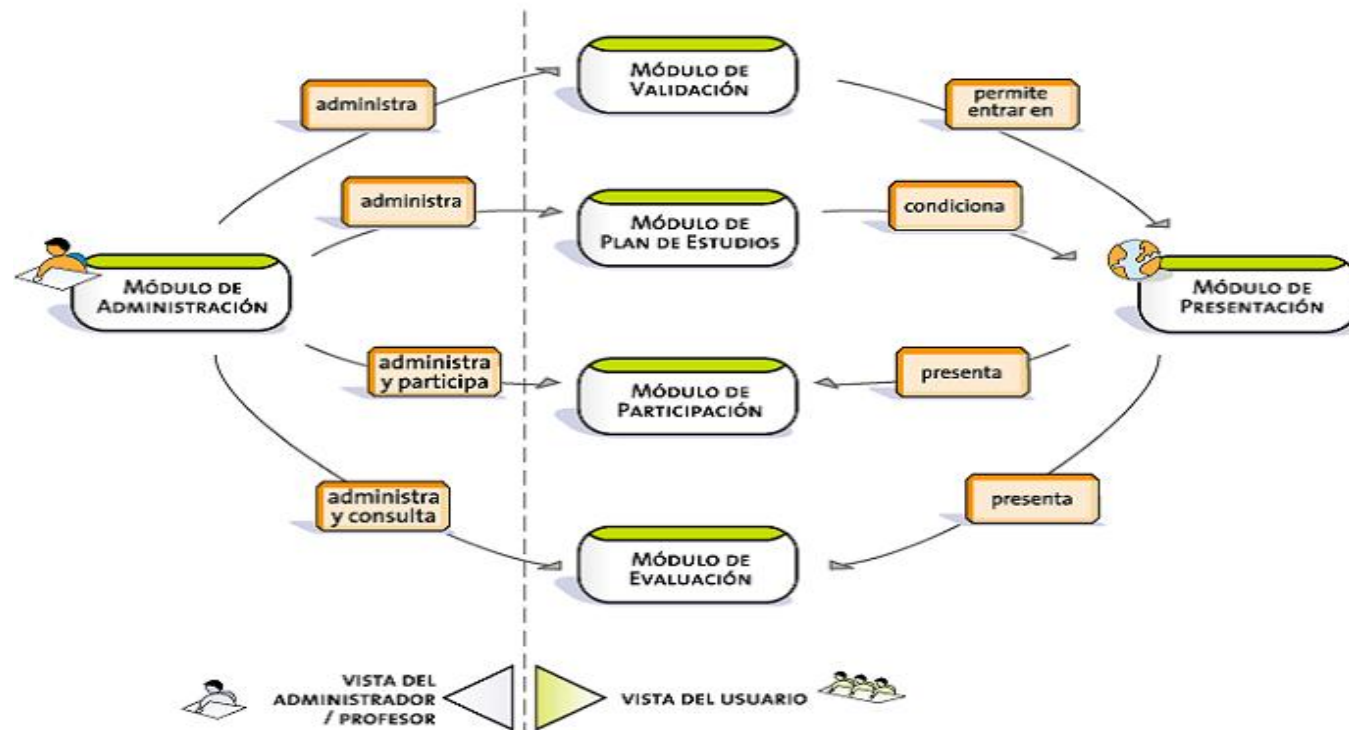 MÓDULO DE
VALIDACIÓN
administra
permite
entrar en
administra
MÓDULO DE
PLAN DE ESTUDIOS
condiciona
MÓDULO DE
ADMINISTRACIÓN
MÓDULO DE
PRESENTACIÓN
administra
y participa
MÓDULO DE
PARTICIPACIÓN
presenta
administra
y consulta
presenta
MÓDULO DE
EVALUACIÓN
VISTA DEL
ADMINISTRADOR
/ PROFESOR
VISTA DEL USUARIO